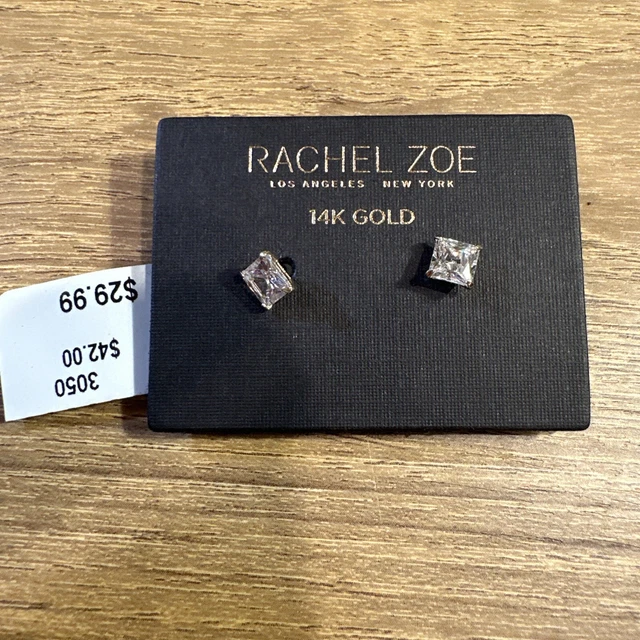 RACHEL ZOE
LOS ANGELES NEW YORK
14K GOLD
3050
$42.00
$29.99